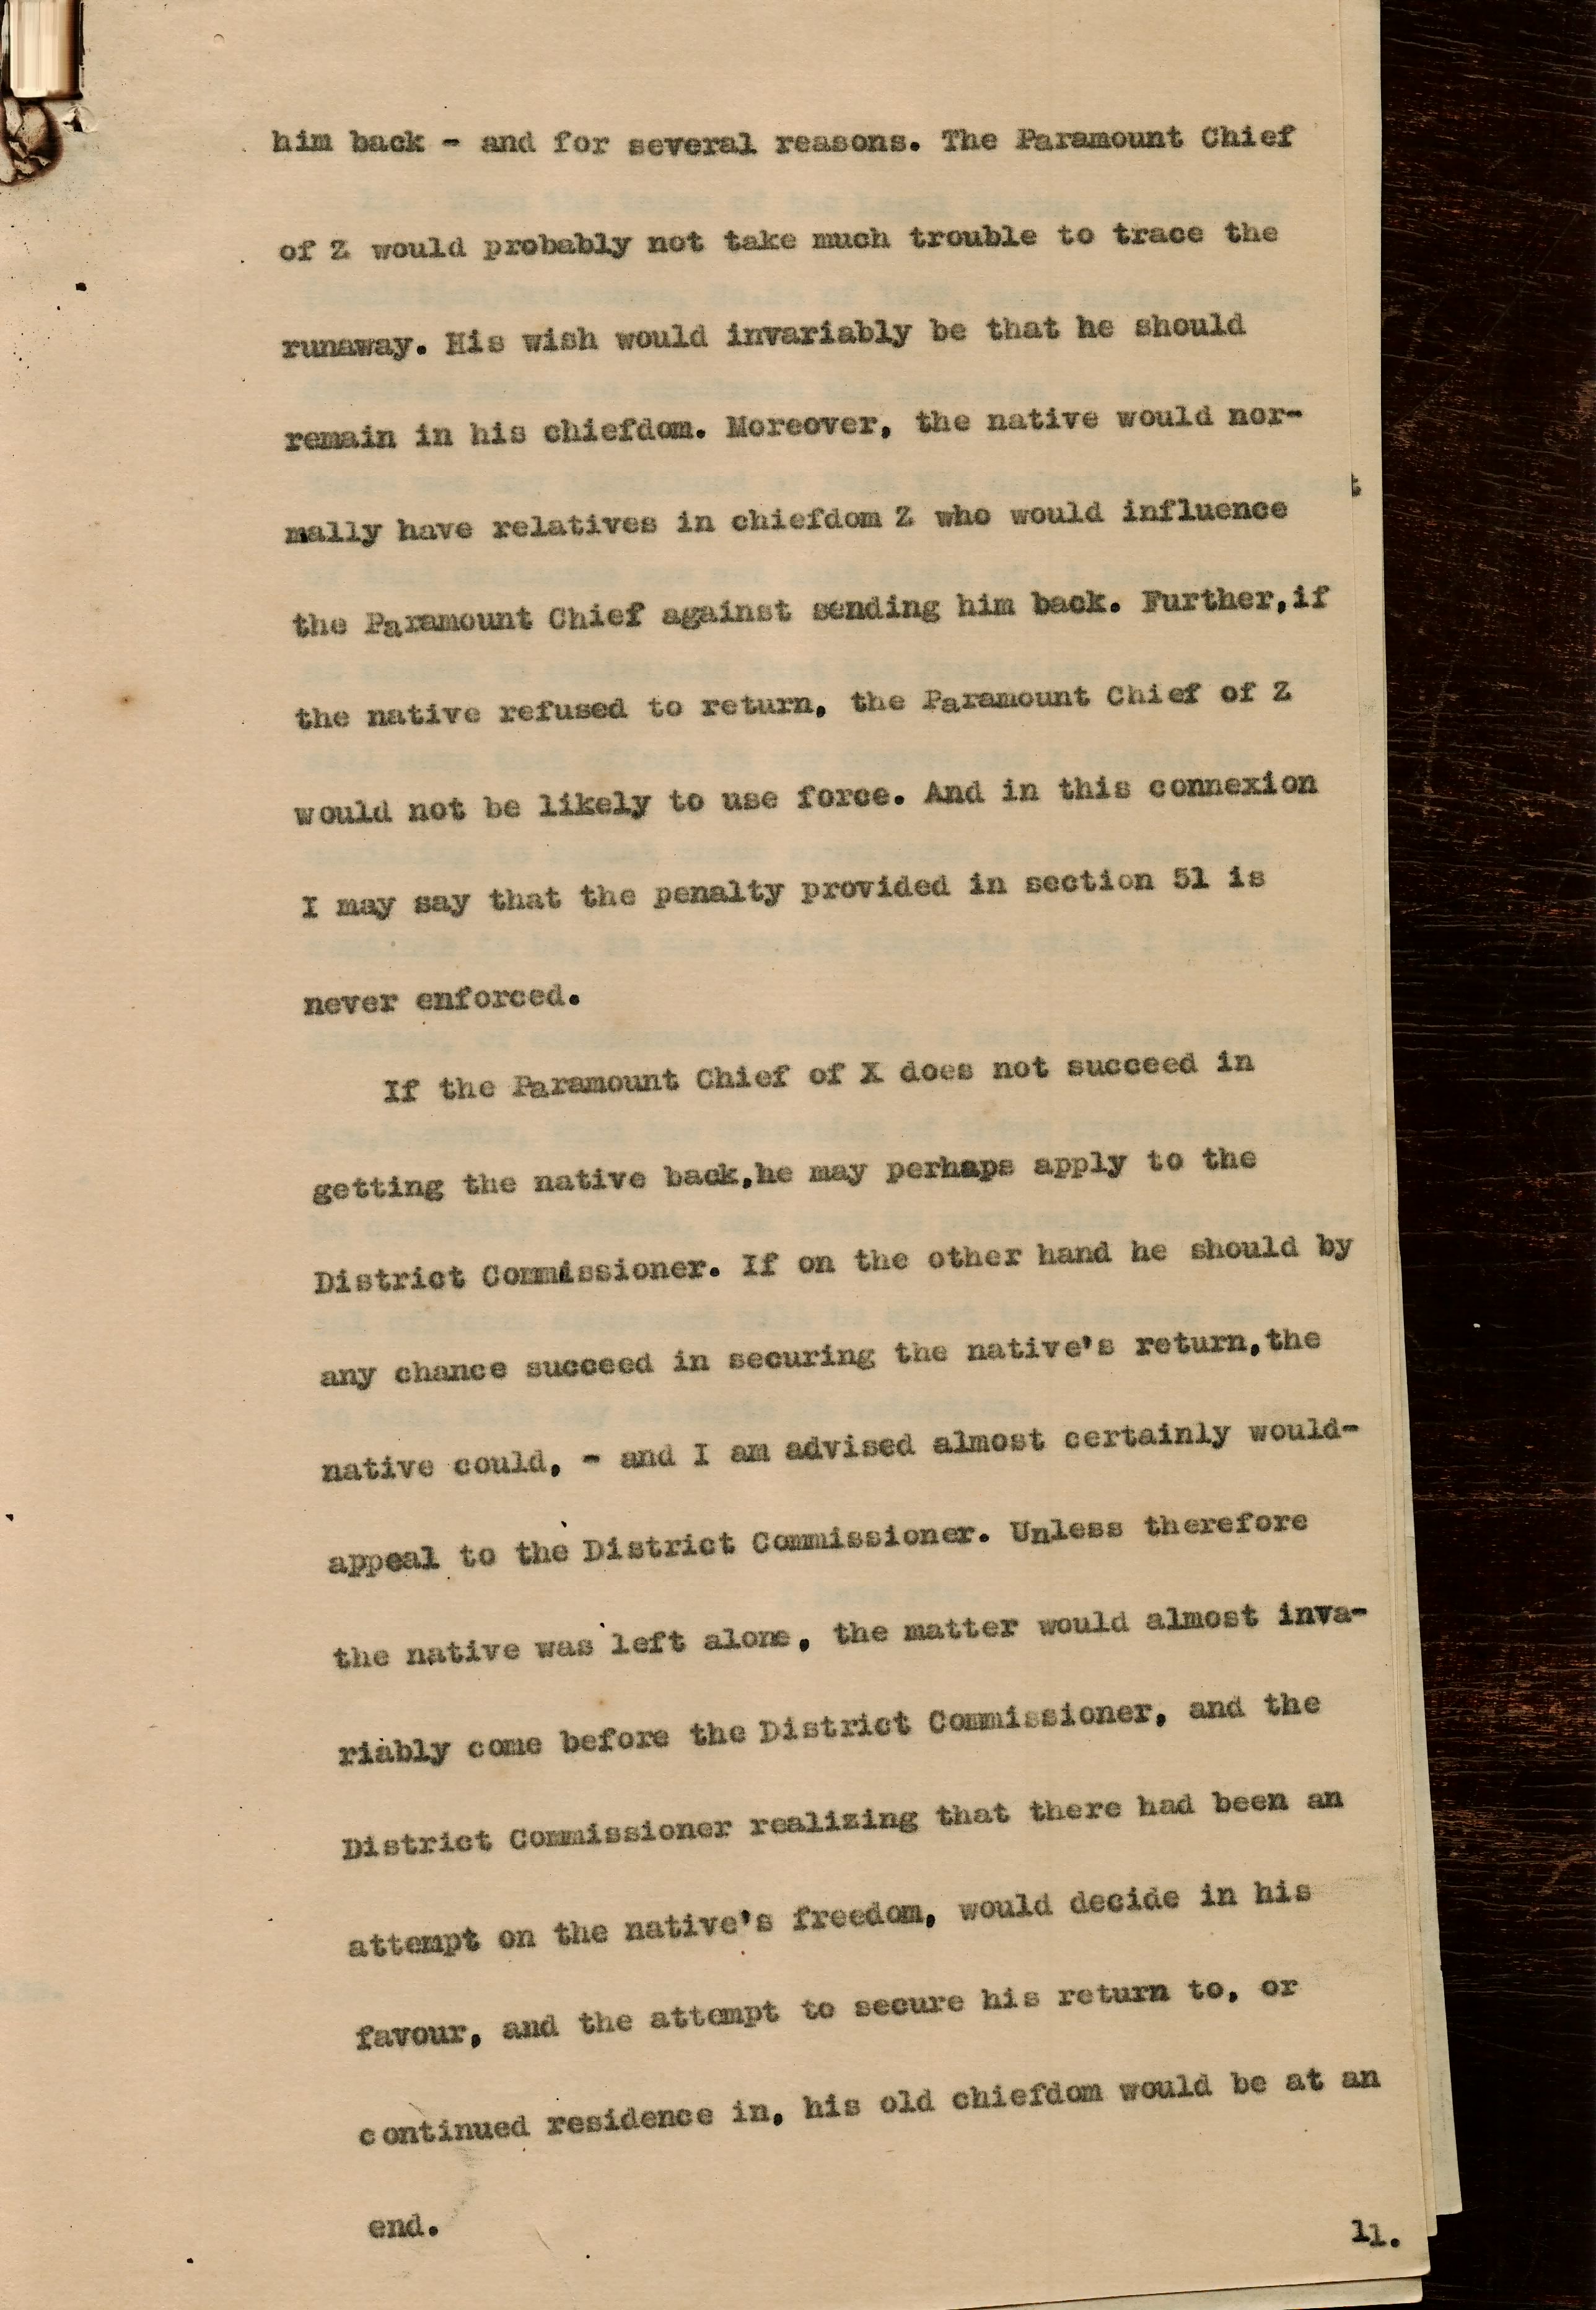 him back - and for several reasons. The Paramount Chief
of Z would probably not take much trouble to trace the
runaway. His wish would invariably be that he should
remain in his chiefdom. Moreover, the native would nor-
mally have relatives in chiefdom Z who would influence
the Paramount Chief against sending him back. Further,if
the native refused to return, the Paramount Chief of Z
would not be likely to use force. And in this connexion
I may say that the penalty provided in section 51 is
never enforced.
If the Paramount Chief of X does not succeed in
getting the native back,he may perhaps apply to the
District Commissioner. If on the other hand he should by
any chance succeed in securing the native's return,the
native could, - and I am advised almost certainly would-
appeal to the District Commissioner. Unless therefore
the native was left alone, the matter would almost inva-
riably come before the District Commissioner, and the
District Commissioner realizing that there had been an
attempt on the native's freedom, would decide in his
favour, and the attempt to secure his return to, or
continued residence in, his old chiefdom would be at an
end.
11.